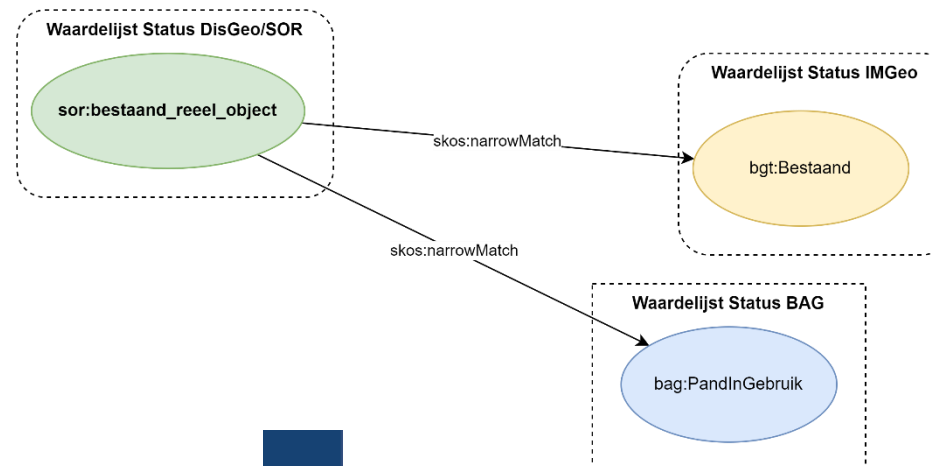 Waardelijst Status DisGeo/SOR
sor:bestaand_reeel_object
Waardelijst Status IMGeo
skos:narrowMatch
bgt:Bestaand
skos:narrowMatch
Waardelijst Status BAG
bag:PandInGebruik